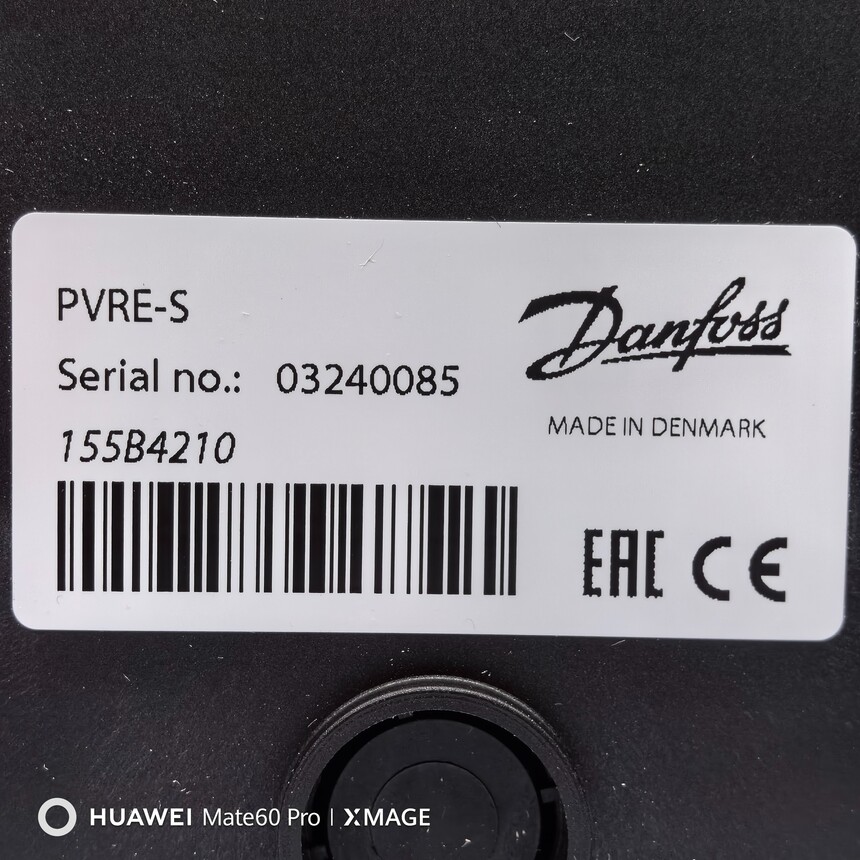 PVRE-S
Danfoss
Serial no.: 03240085
MADE IN DENMARK
155B4210
EAC CE
HUAWEI Mate60 Pro | XMAGE